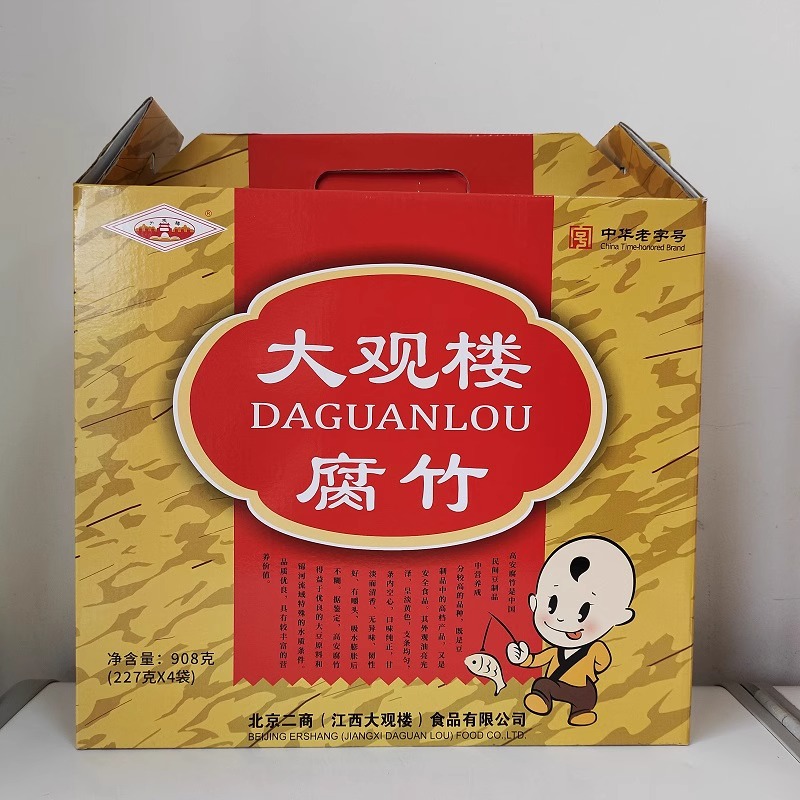 大观楼
®
中华老字号
China Time-honored Brand
大观楼
DAGUANLOU
腐竹
高安腐竹是中国
民间豆制品
中营养成
分较高的品种，既是豆
制品中的高档产品，又是
安全食品，其外观油亮光
泽，呈淡黄色，支条均匀，
条内空心，口味纯正，甘
淡而清香，无异味，韧性
好，有嚼头，吸水膨胀后
不糊，据鉴定，高安腐竹
得益于优良的大豆原料和
锦河流域特殊的水质条件，
品质优良，具有较丰富的营
养价值。
净含量：908克
(227克X4袋)
北京二商（江西大观楼）食品有限公司
BEIJING ERSHANG (JIANGXI DAGUAN LOU) FOOD CO.,LTD.